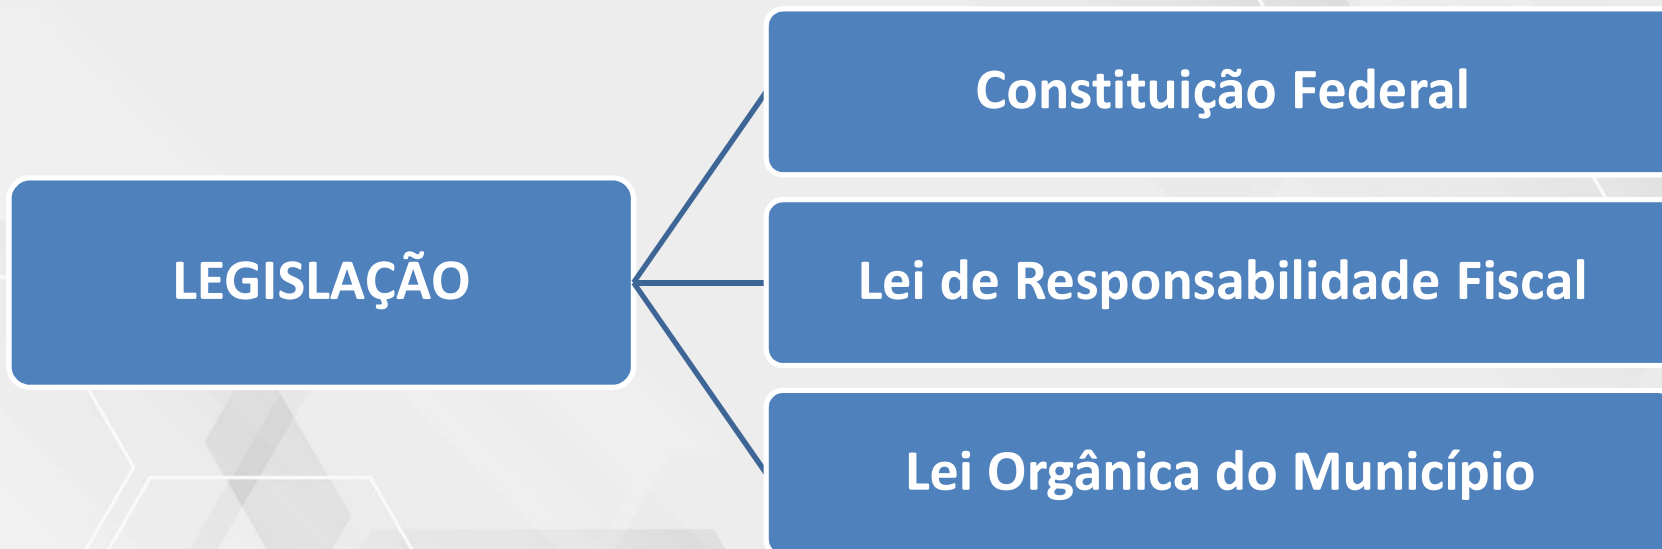 LEGISLAÇÃO
Constituição Federal
Lei de Responsabilidade Fiscal
Lei Orgânica do Município